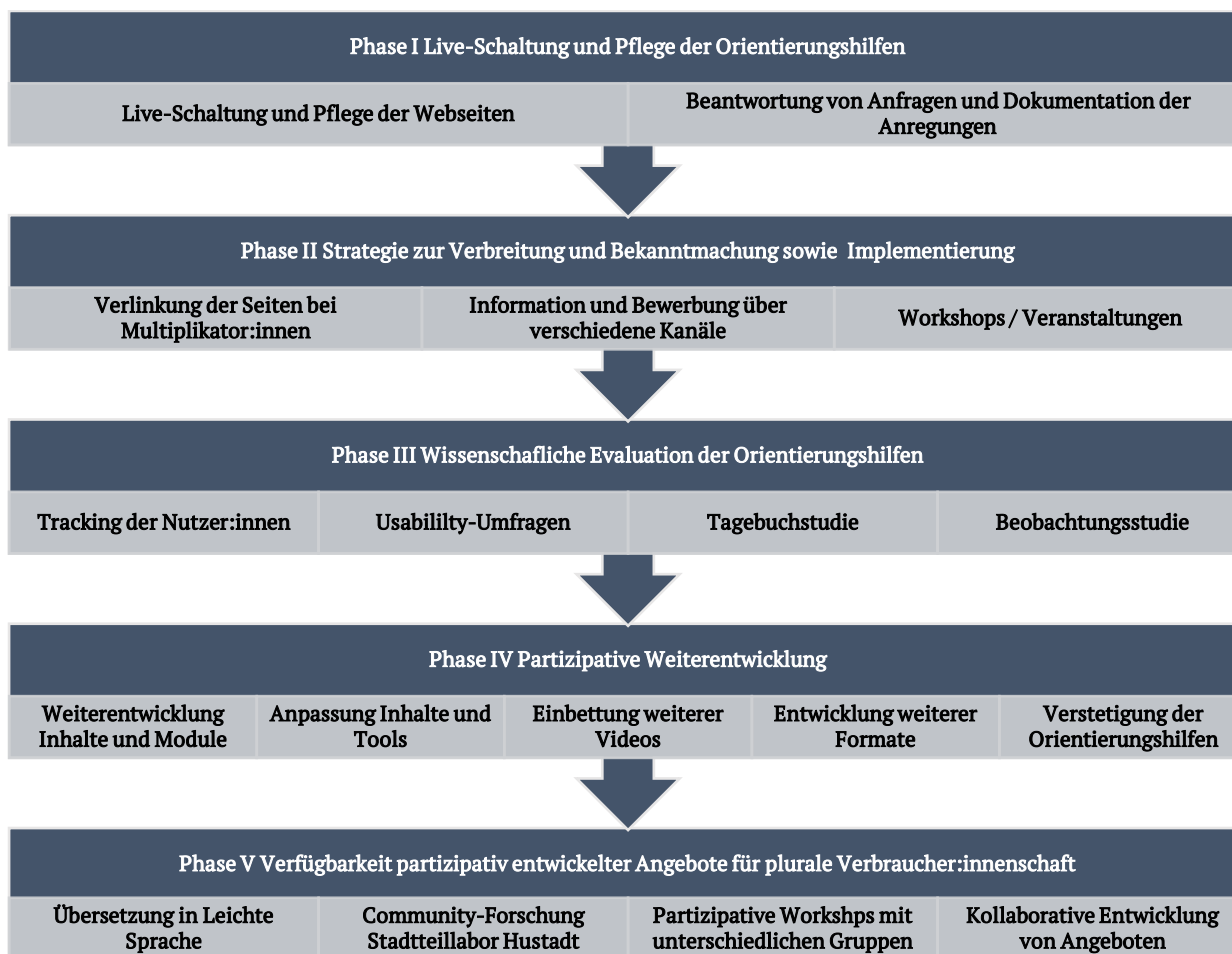 Phase I Live-Schaltung und Pflege der Orientierungshilfen
Live-Schaltung und Pflege der Webseiten
Beantwortung von Anfragen und Dokumentation der
Anregungen
Phase II Strategie zur Verbreitung und Bekanntmachung sowie Implementierung
Verlinkung der Seiten bei
Multiplikator:innen
Information und Bewerbung über
verschiedene Kanäle
Workshops / Veranstaltungen
Phase III Wissenschafliche Evaluation der Orientierungshilfen
Tracking der Nutzer:innen
Usabililty-Umfragen
Tagebuchstudie
Beobachtungsstudie
Phase IV Partizipative Weiterentwicklung
Weiterentwicklung
Inhalte und Module
Anpassung Inhalte und
Tools
Einbettung weiterer
Videos
Entwicklung weiterer
Formate
Verstetigung der
Orientierungshilfen
Phase V Verfügbarkeit partizipativ entwickelter Angebote für plurale Verbraucher:innenschaft
Übersetzung in Leichte
Sprache
Community-Forschung
Stadtteillabor Hustadt
Partizipative Workshps mit
unterschiedlichen Gruppen
Kollaborative Entwicklung
von Angeboten